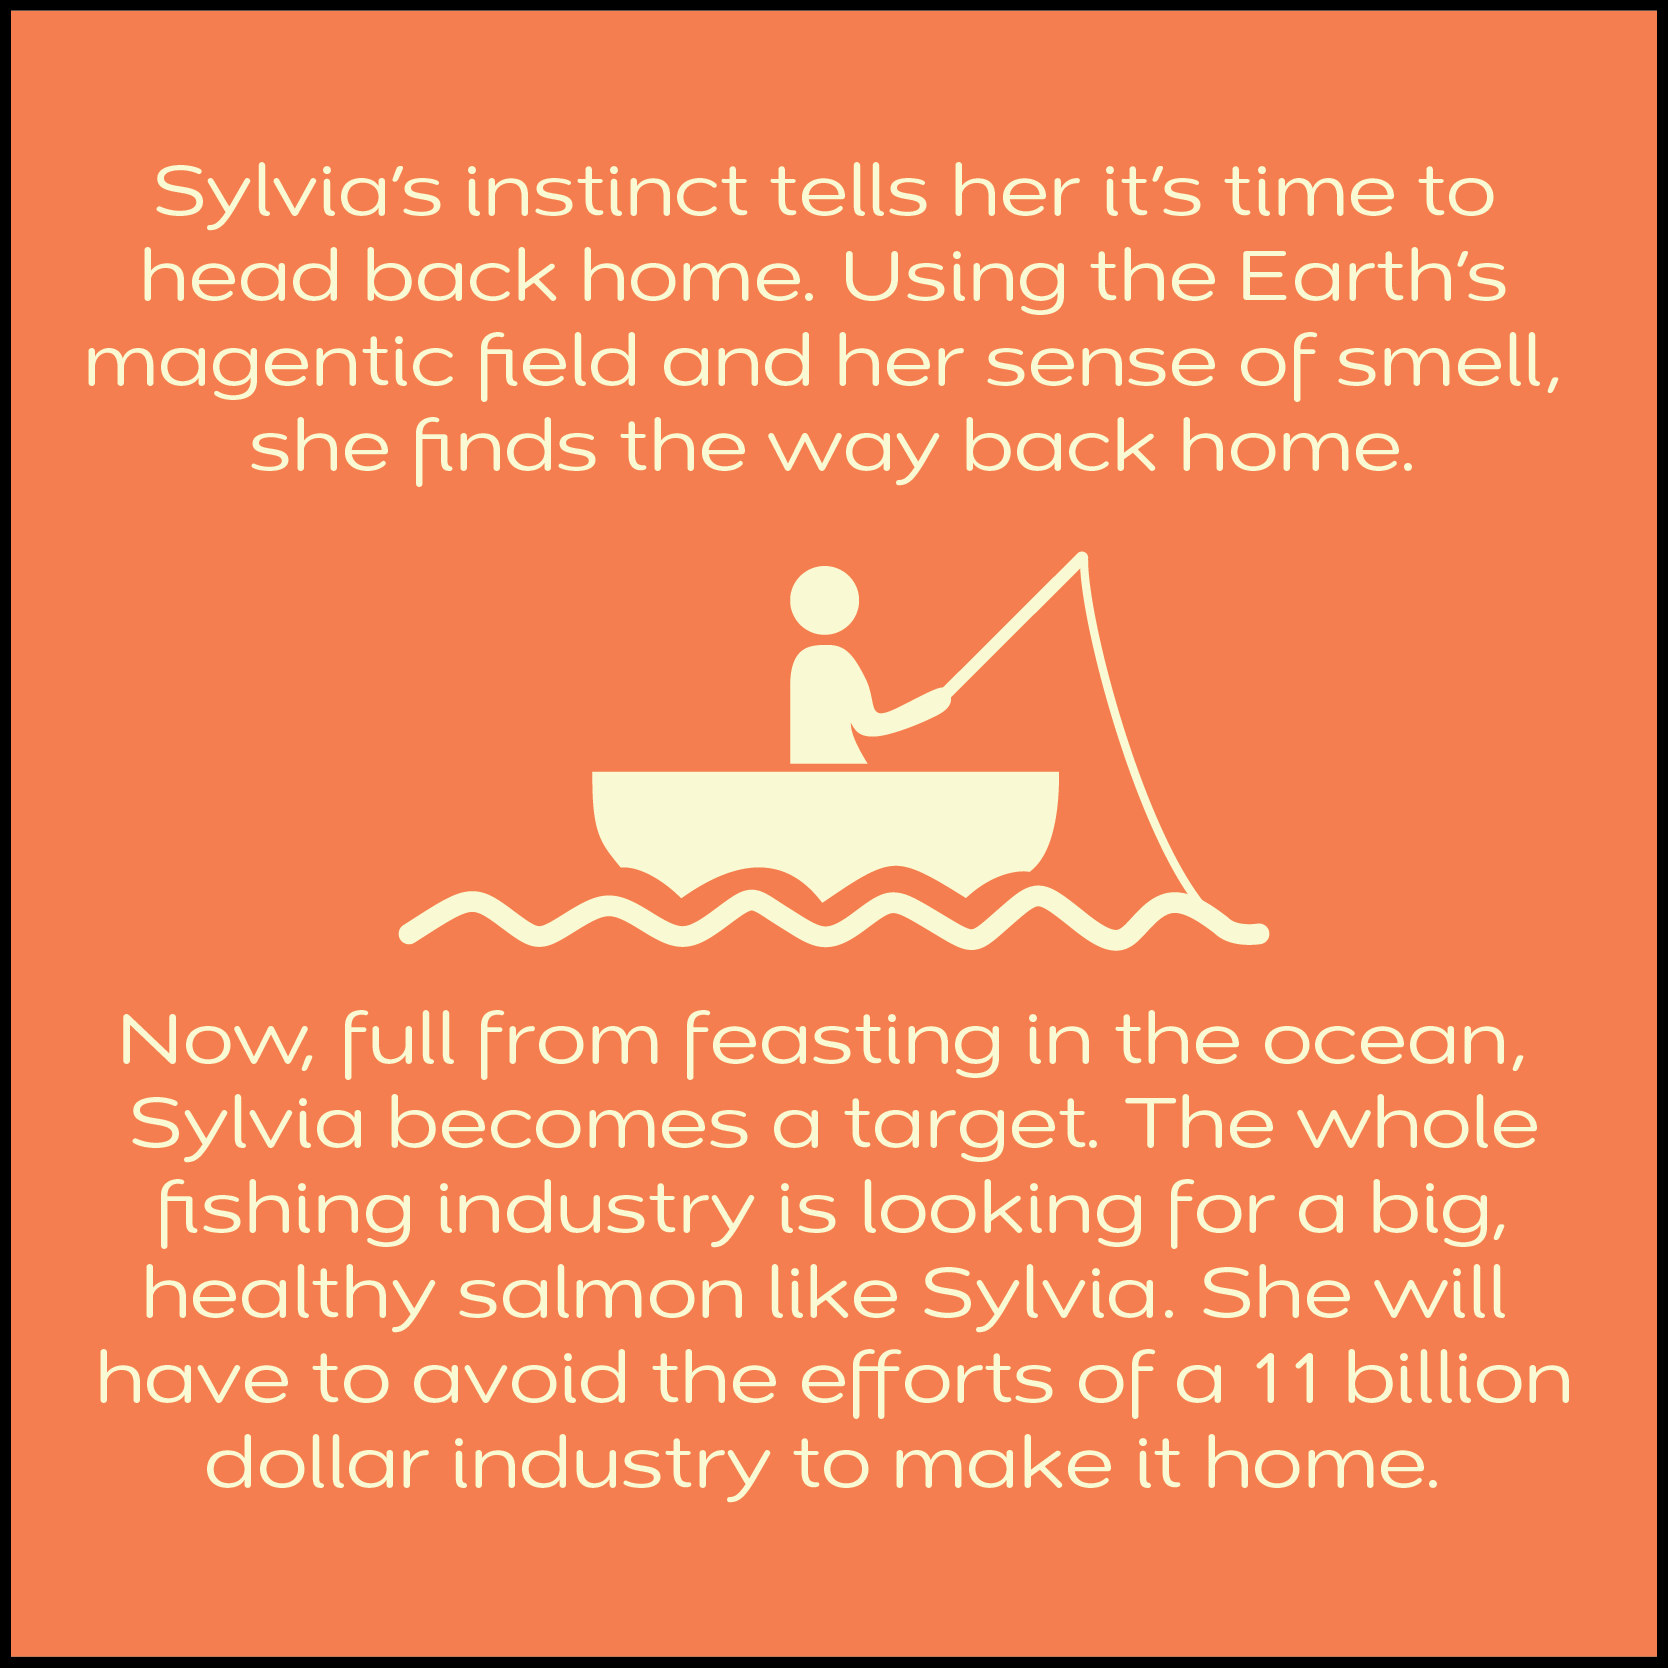 Sylvia’s instinct tells her it’s time to
head back home. Using the Earth’s
magentic field and her sense of smell,
she finds the way back home.
Now, full from feasting in the ocean,
Sylvia becomes a target. The whole
fishing industry is looking for a big,
healthy salmon like Sylvia. She will
have to avoid the efforts of a 11 billion
dollar industry to make it home.